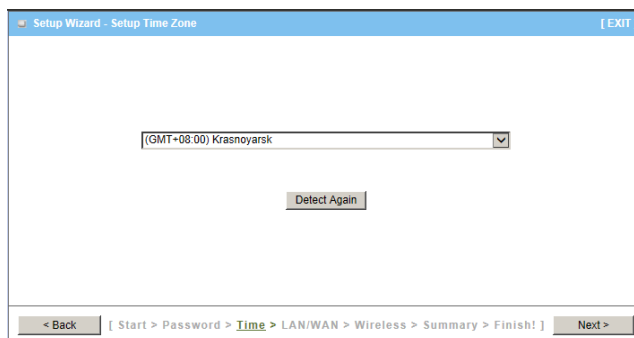 Setup Wizard - Setup Time Zone [ EXIT
(GMT+08:00) Krasnoyarsk
Detect Again
< Back [ Start > Password > Time > LAN/WAN > Wireless > Summary > Finish! ] Next >